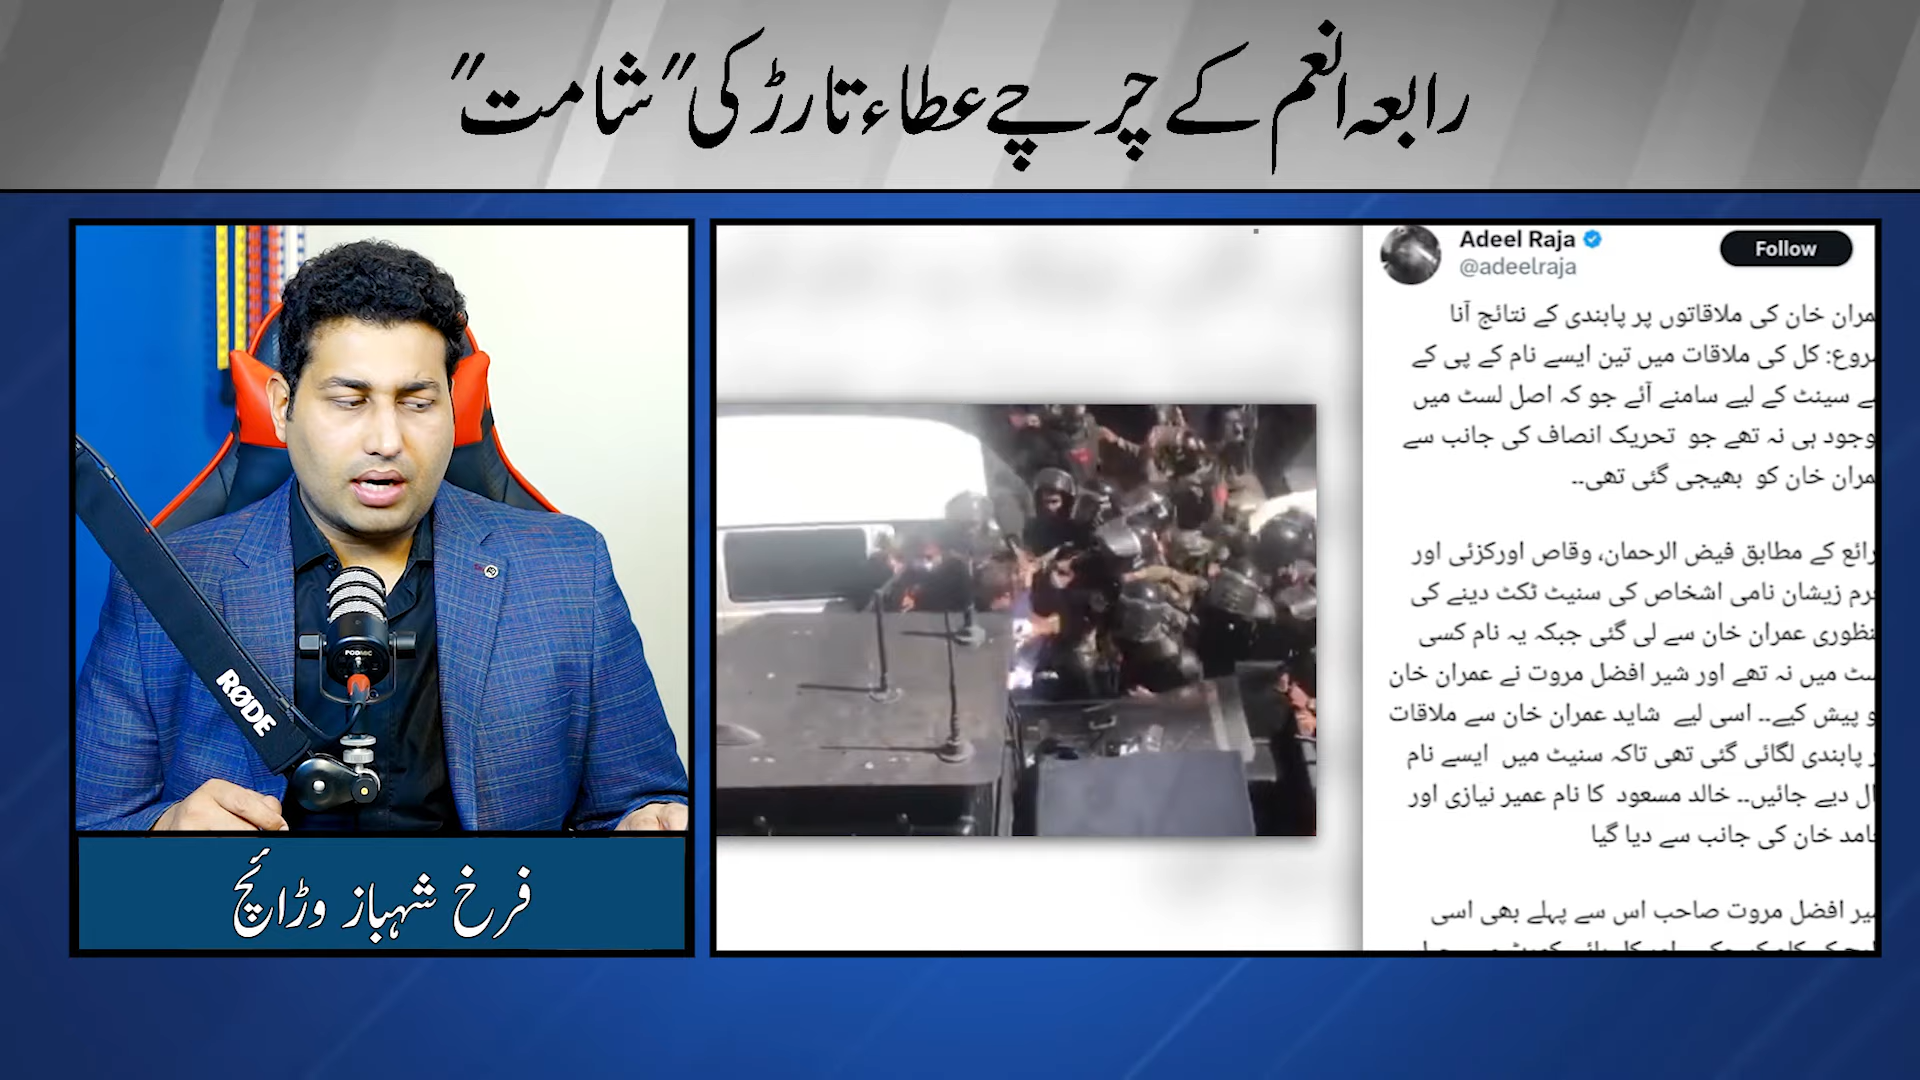 رابعہ انعم کے چرچے عطاء تارڑ کی "شامت"
Adeel Raja
@adeelraja
Follow
مران خان کی ملاقاتوں پر پابندی کے نتائج آنا
روع: کل کی ملاقات میں تین ایسے نام کے پی کے
سے سینٹ کے لیے سامنے آئے جو کہ اصل لسٹ میں
وجود ہی نہ تھے جو تحریک انصاف کی جانب سے
مران خان کو بھیجی گئی تھی..
رائع کے مطابق فیض الرحمان، وقاص اورکزئی اور
رم زیشان نامی اشخاص کی سنیٹ ٹکٹ دینے کی
نظوری عمران خان سے لی گئی جبکہ یہ نام کسی
سٹ میں نہ تھے اور شیر افضل مروت نے عمران خان
و پیش کیے.. اسی لیے شاید عمران خان سے ملاقات
ر پابندی لگائی گئی تھی تاکہ سنیٹ میں ایسے نام
ال دیے جائیں.. خالد مسعود کا نام عمیر نیازی اور
امد خان کی جانب سے دیا گیا
یر افضل مروت صاحب اس سے پہلے بھی اسی
RØDE
PODMIC
فرخ شہباز وڑائچ